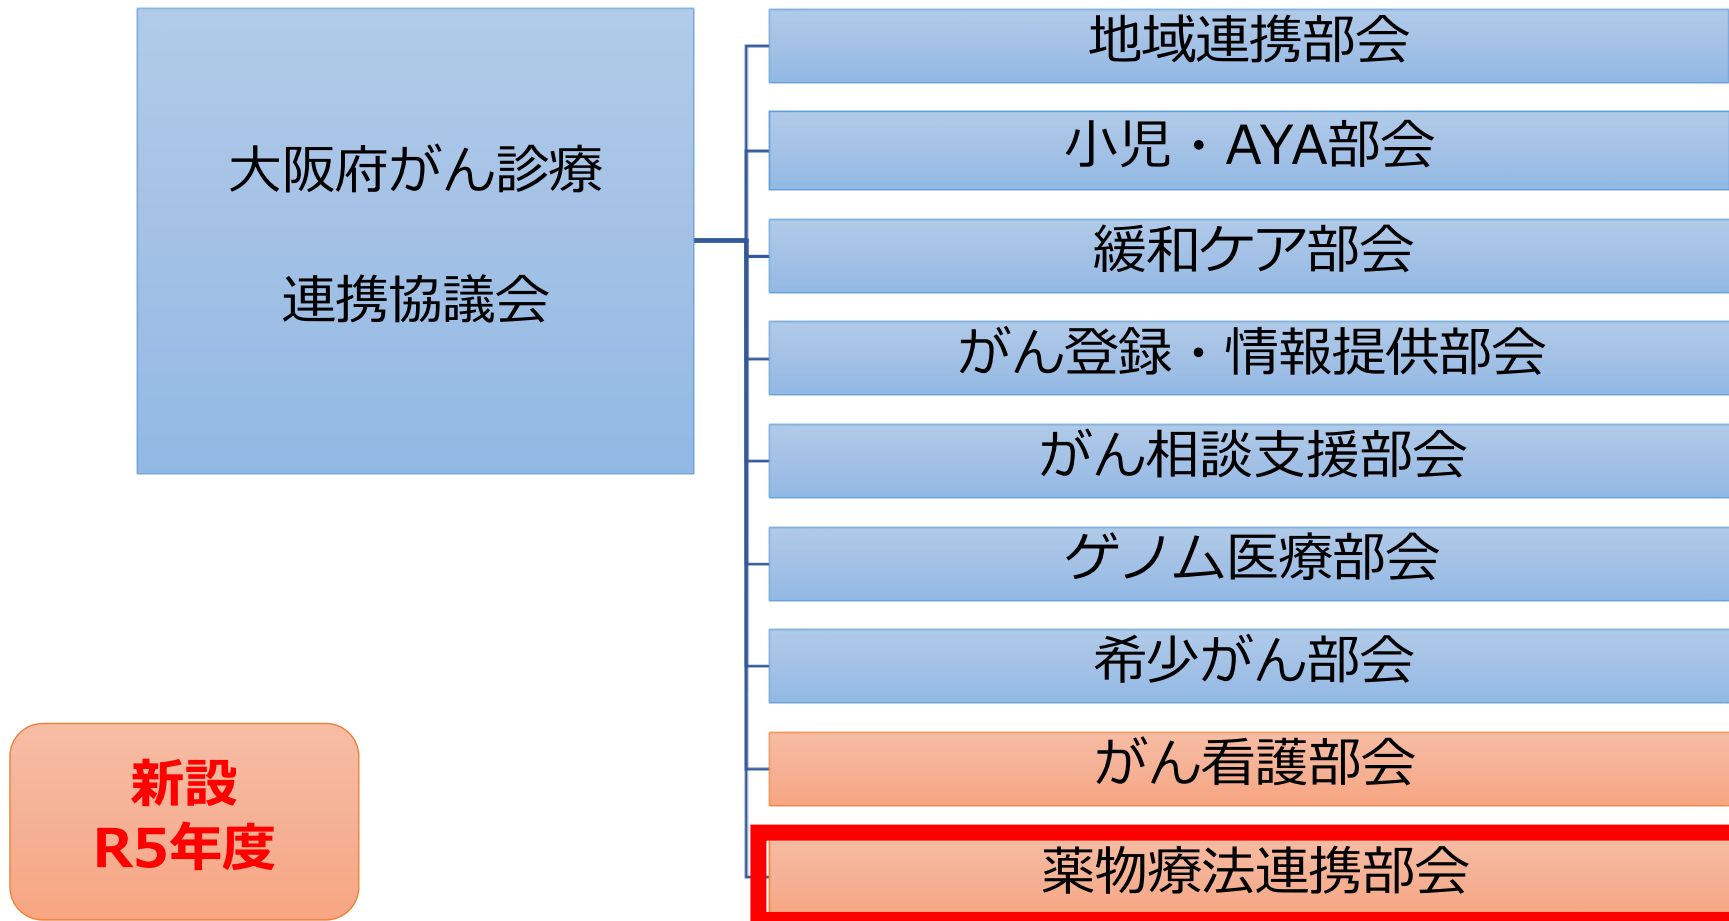 大阪府がん診療
連携協議会
地域連携部会
小児・AYA部会
緩和ケア部会
がん登録・情報提供部会
がん相談支援部会
ゲノム医療部会
希少がん部会
がん看護部会
薬物療法連携部会
新設
R5年度